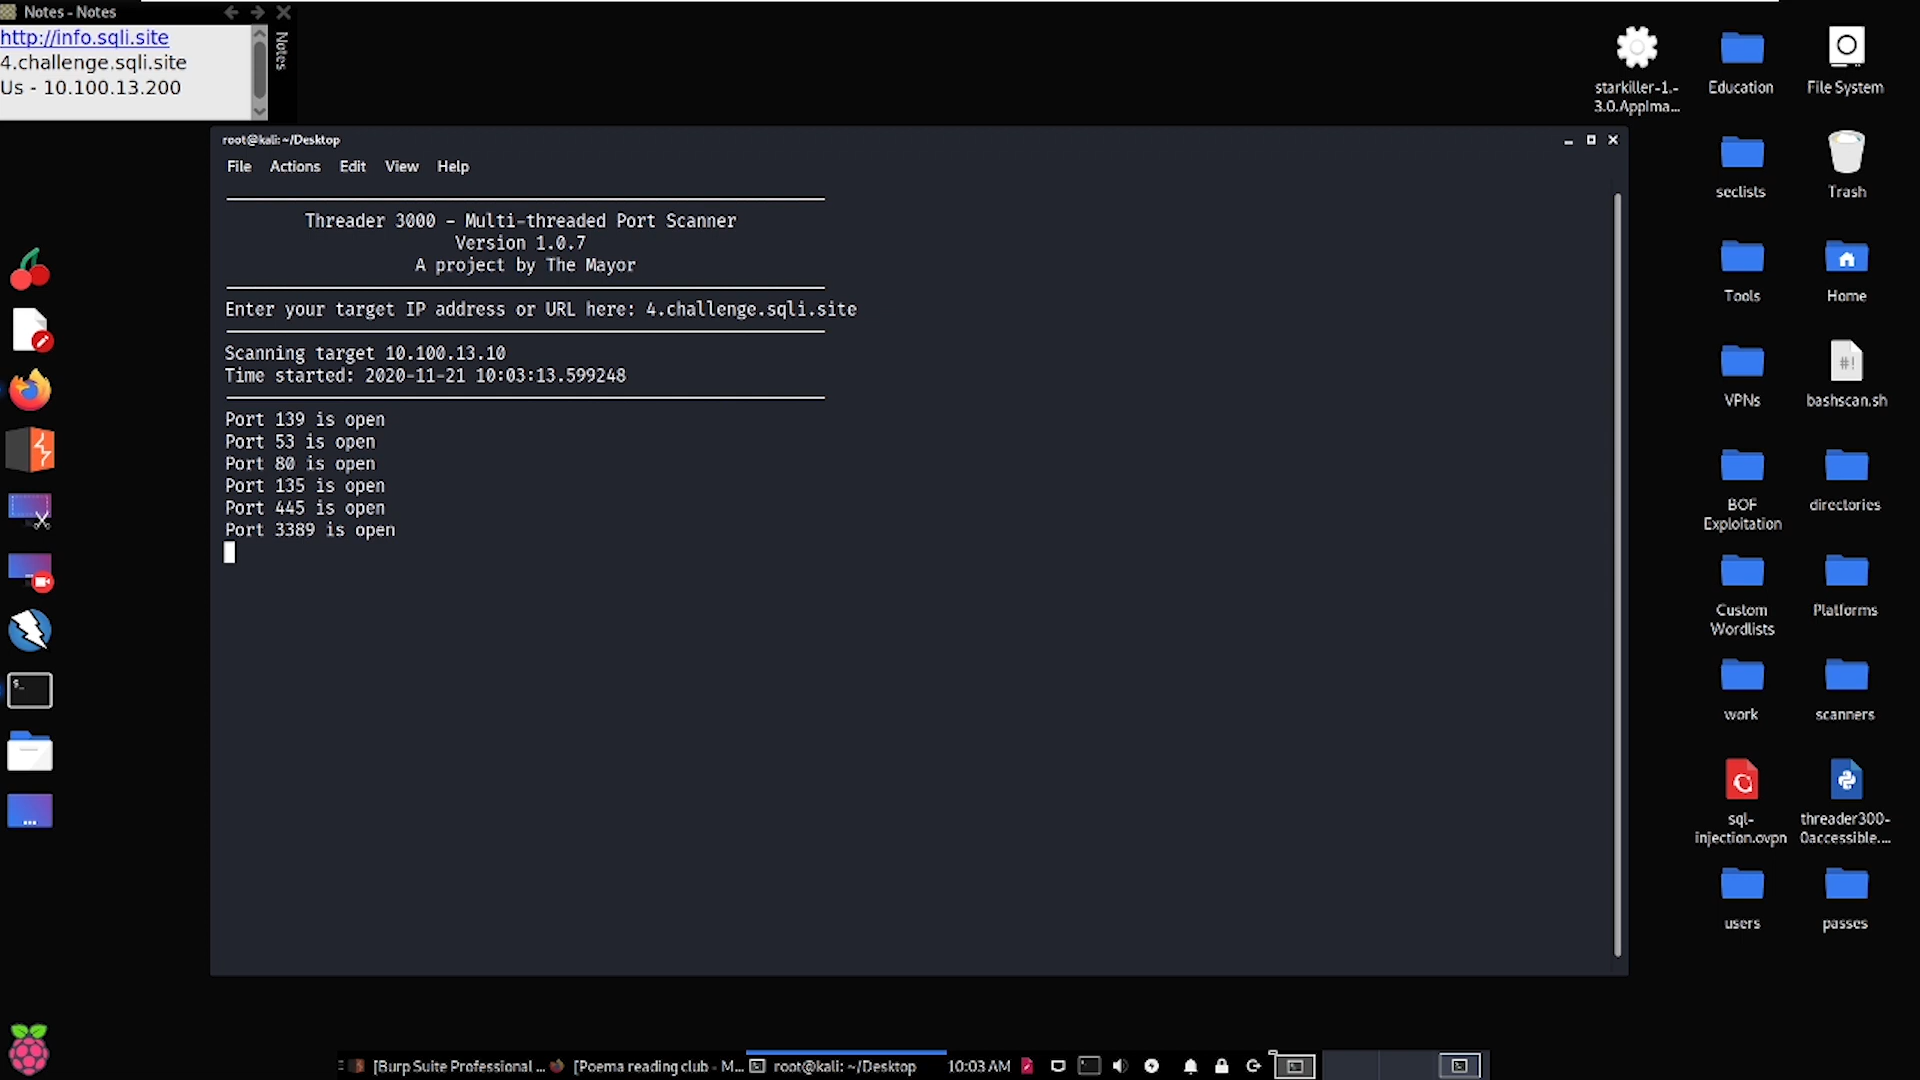 Notes - Notes
http://info.sqli.site
4.challenge.sqli.site
Us - 10.100.13.200
Notes
root@kali: ~/Desktop
File Actions Edit View Help
Threader 3000 - Multi-threaded Port Scanner
Version 1.0.7
A project by The Mayor
Enter your target IP address or URL here: 4.challenge.sqli.site
Scanning target 10.100.13.10
Time started: 2020-11-21 10:03:13.599248
Port 139 is open
Port 53 is open
Port 80 is open
Port 135 is open
Port 445 is open
Port 3389 is open
starkiller-1.-
3.0.AppIma...
Education
File System
seclists
Trash
Tools
Home
VPNs
#!
bashscan.sh
BOF
Exploitation
directories
Custom
Wordlists
Platforms
work
scanners
sql-
injection.ovpn
threader300-
0accessible....
users
passes
[Burp Suite Professional ...
[Poema reading club - M...
root@kali: ~/Desktop
10:03 AM